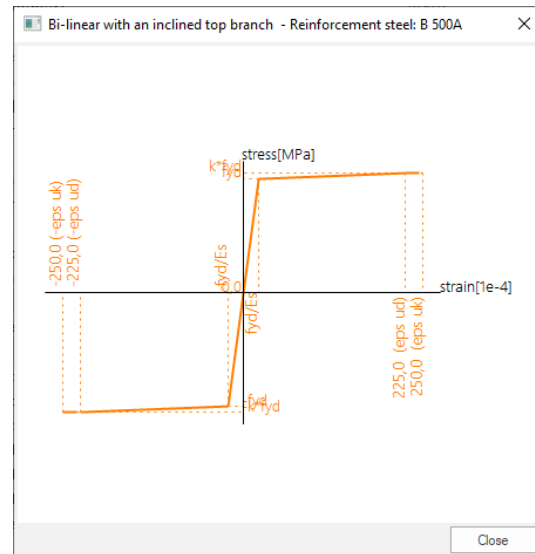 Bi-linear with an inclined top branch - Reinforcement steel: B 500A
stress[MPa]
k*fyd
fyd
-250,0 (-eps uk)
-225,0 (-eps ud)
fyd/Es
0,0
fyd/Es
strain[1e-4]
225,0 (eps ud)
250,0 (eps uk)
-fyd
-k*fyd
Close